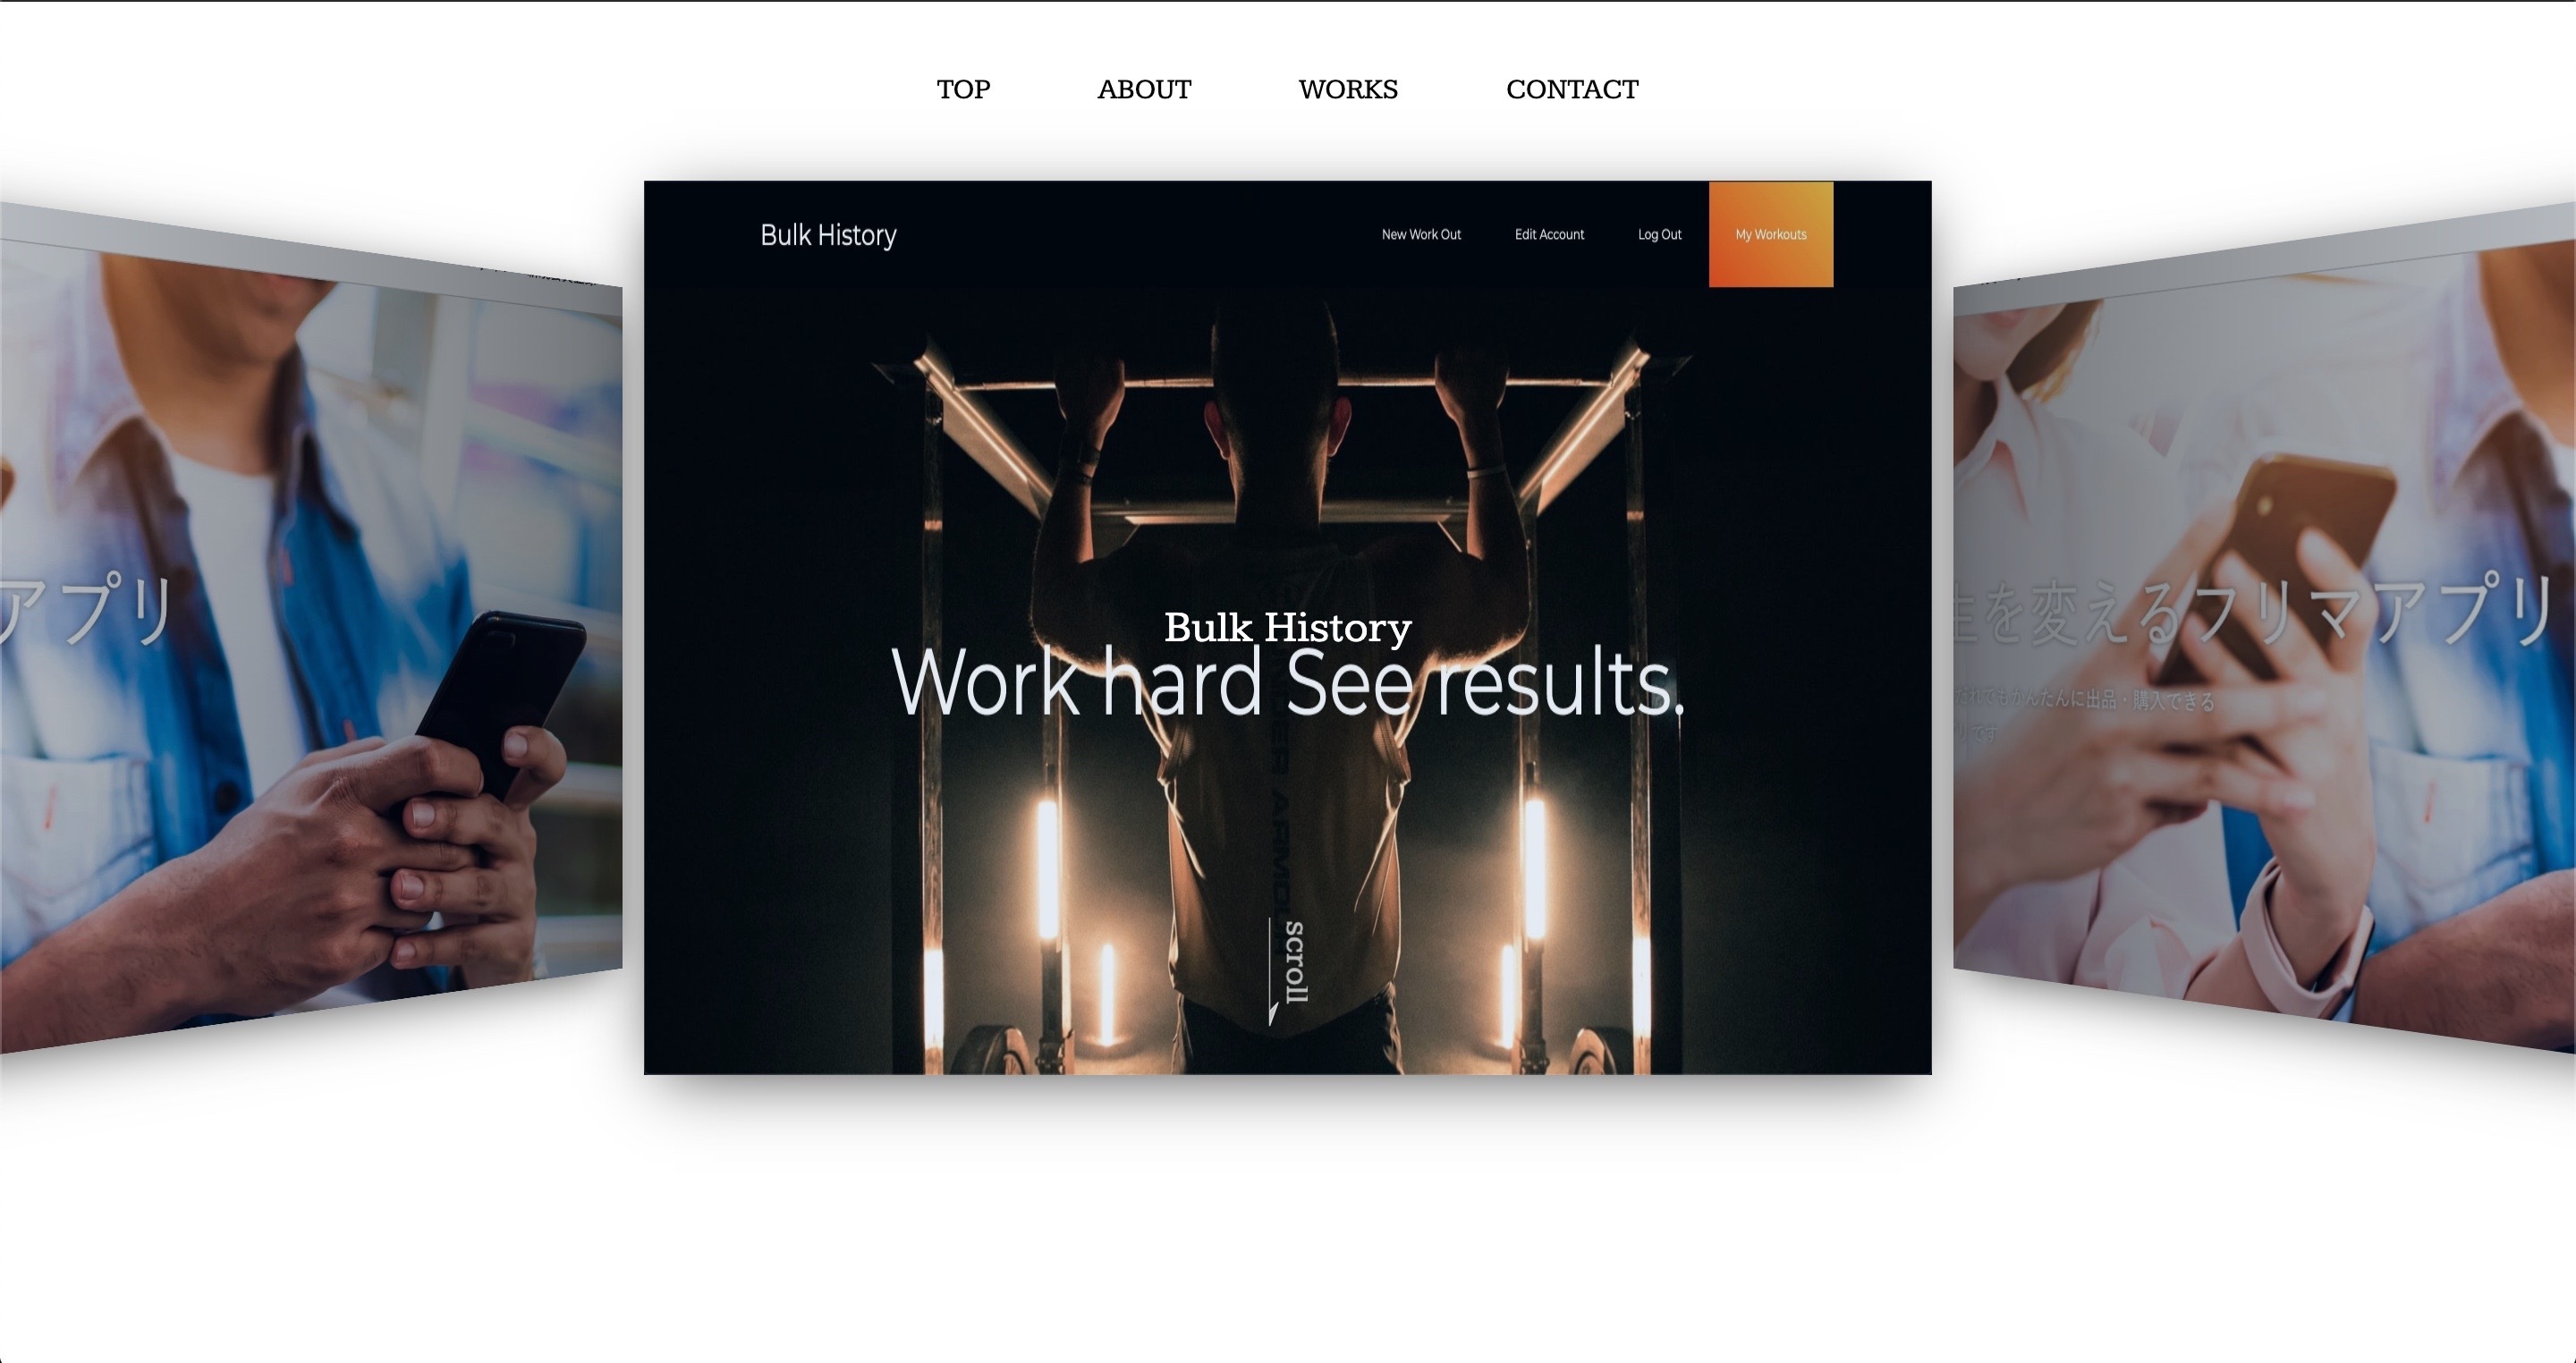 TOP ABOUT WORKS CONTACT
Bulk History New Work Out Edit Account Log Out My Workouts
アプリ
Bulk History
Work hard See results.
生を変えるフリマアプリ
だれでもかんたんに出品・購入できる
リです
scroll